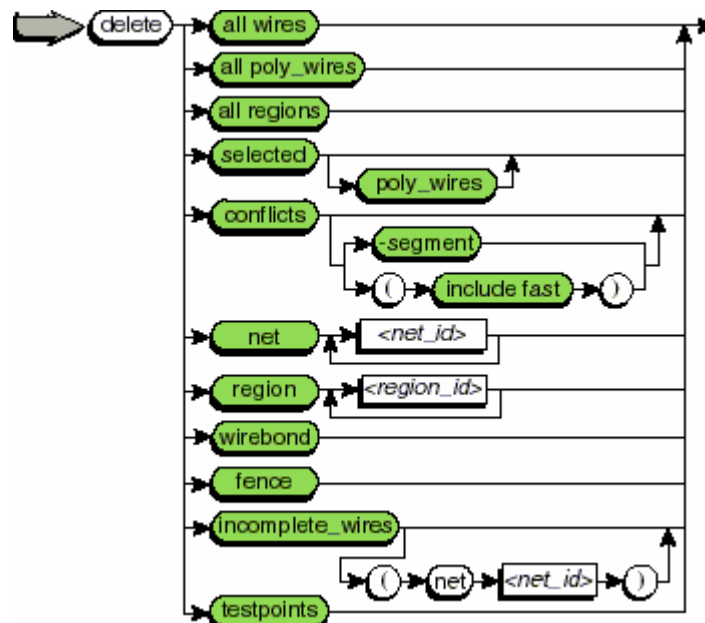 delete all wires
all poly_wires
all regions
selected
poly_wires
conflicts
-segment
( include fast )
net <net_id>
region <region_id>
wirebond
fence
incomplete_wires
( net <net_id> )
testpoints